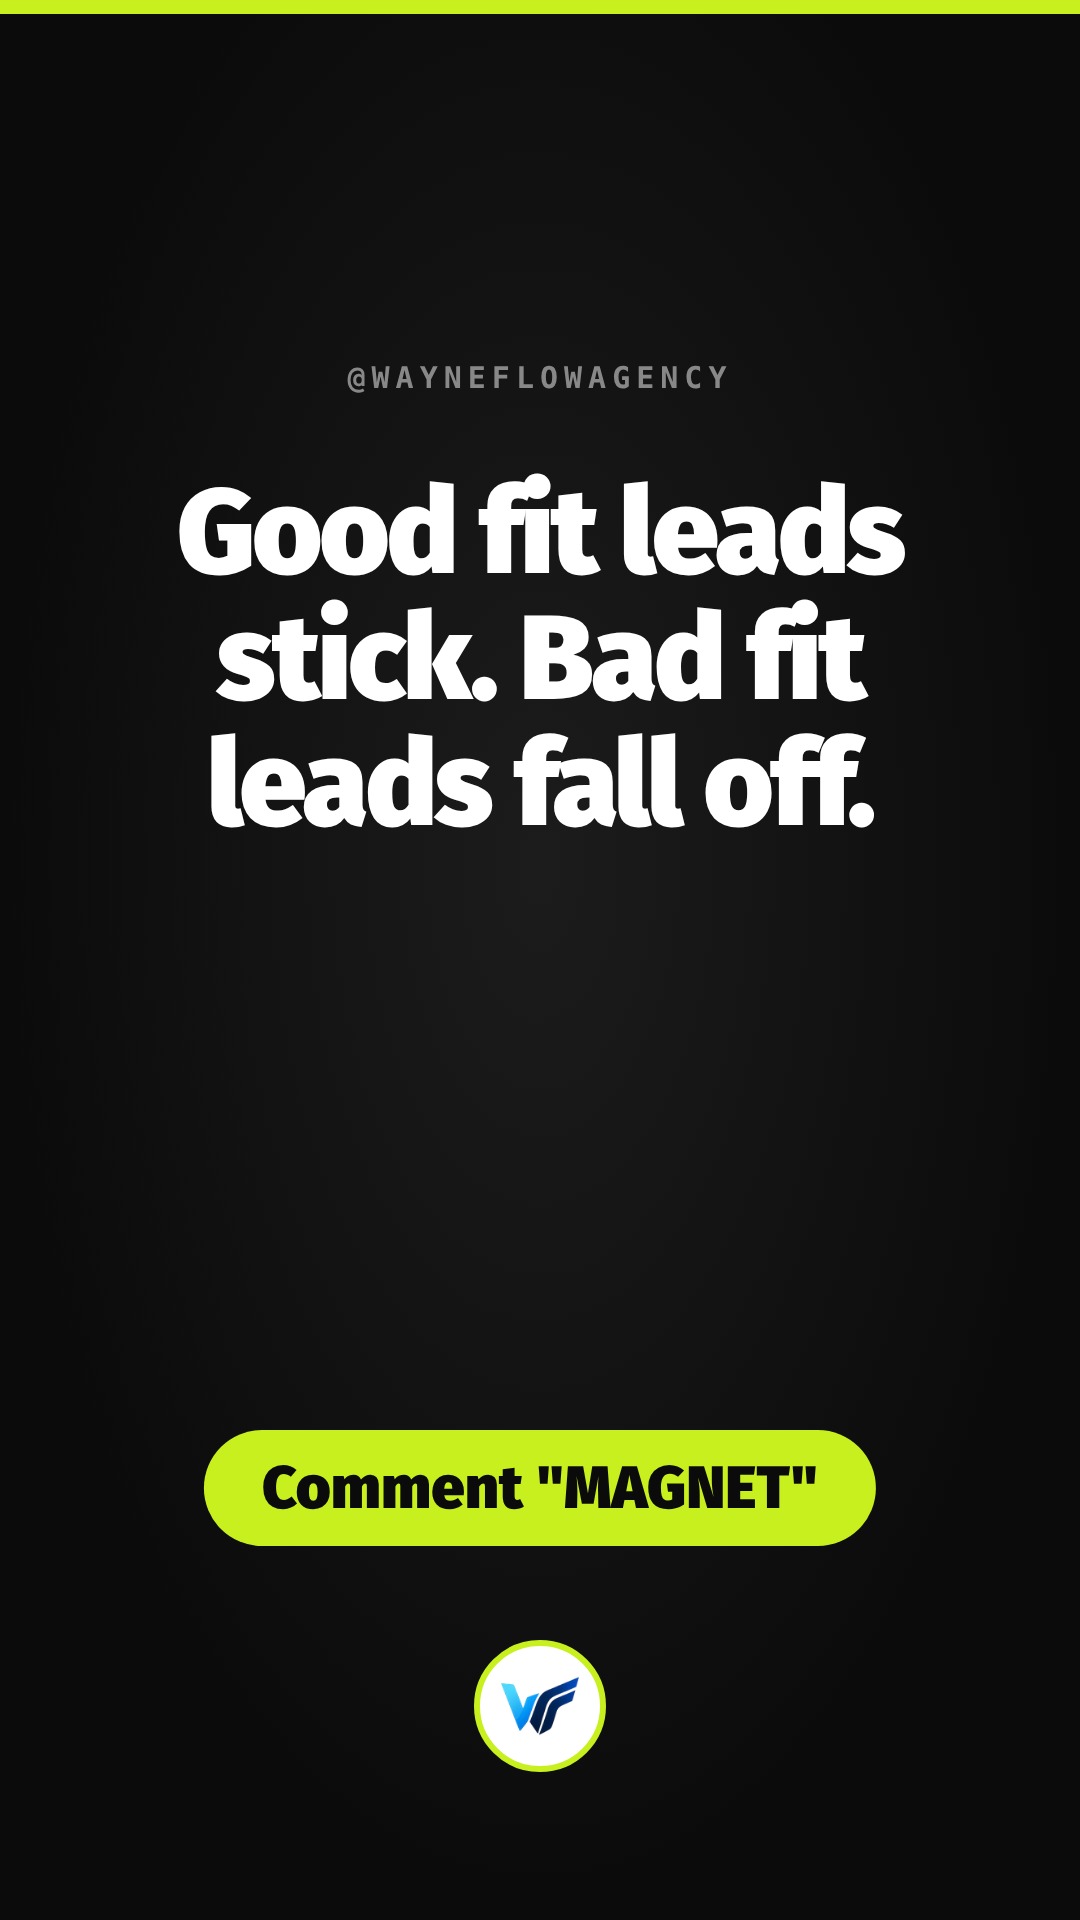 @WAYNEFLOWAGENCY
Good fit leads
stick. Bad fit
leads fall off.
Comment "MAGNET"